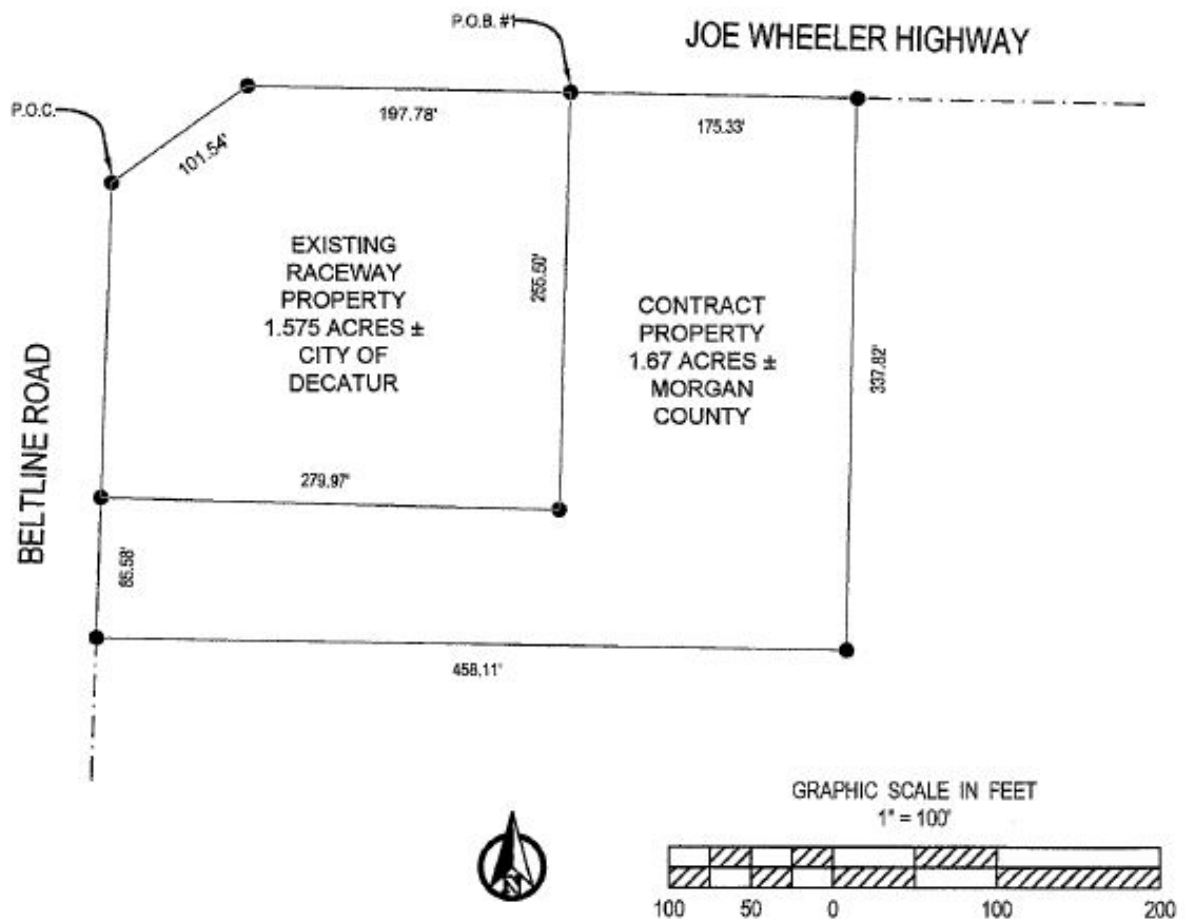 P.O.B. #1
JOE WHEELER HIGHWAY
P.O.C.
197.78'
175.33'
101.54'
EXISTING
RACEWAY
PROPERTY
1.575 ACRES ±
CITY OF
DECATUR
255.60'
CONTRACT
PROPERTY
1.67 ACRES ±
MORGAN
COUNTY
337.82'
BELTLINE ROAD
279.97'
85.58'
458.11'
GRAPHIC SCALE IN FEET
1" = 100'
N
100 50 0 100 200